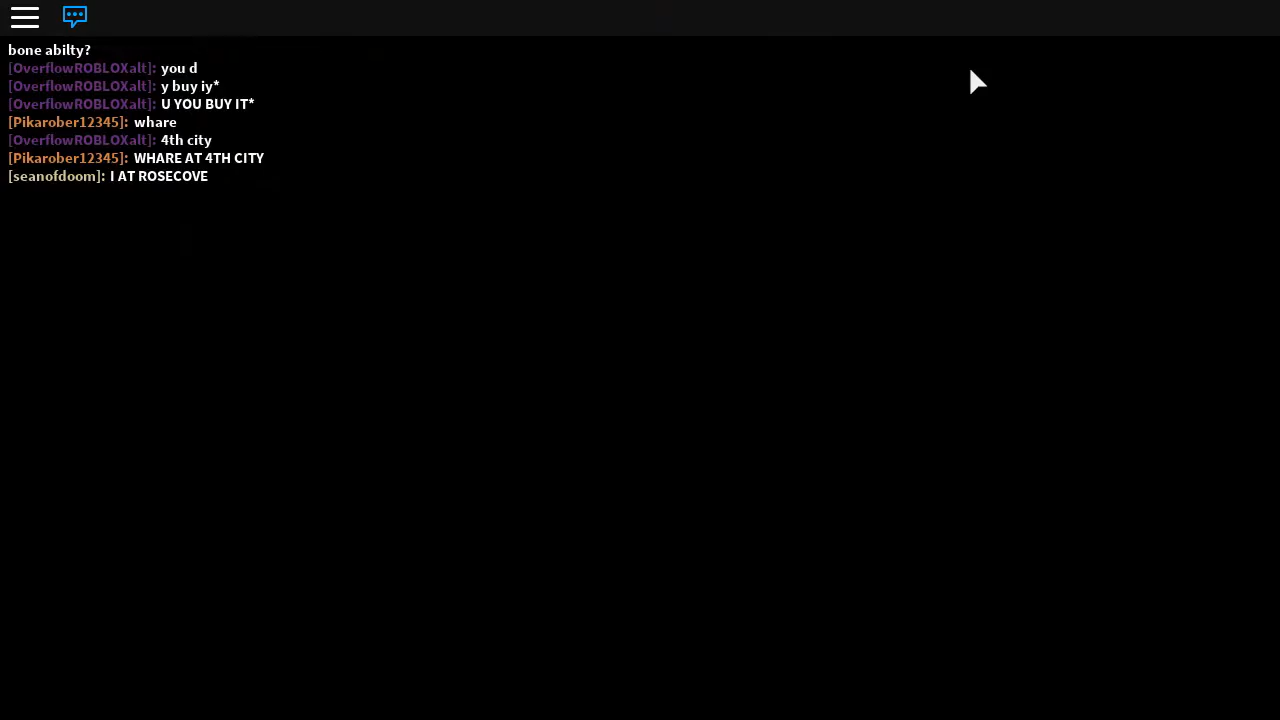 bone abilty?
[OverflowROBLOXalt]: you d
[OverflowROBLOXalt]: y buy iy*
[OverflowROBLOXalt]: U YOU BUY IT*
[Pikarober12345]: whare
[OverflowROBLOXalt]: 4th city
[Pikarober12345]: WHARE AT 4TH CITY
[seanofdoom]: I AT ROSECOVE